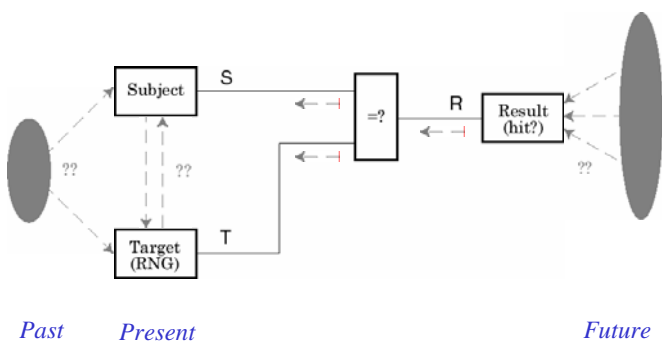 Subject
S
=?
R
Result
(hit?)
??
??
??
Target
(RNG)
T
Past
Present
Future